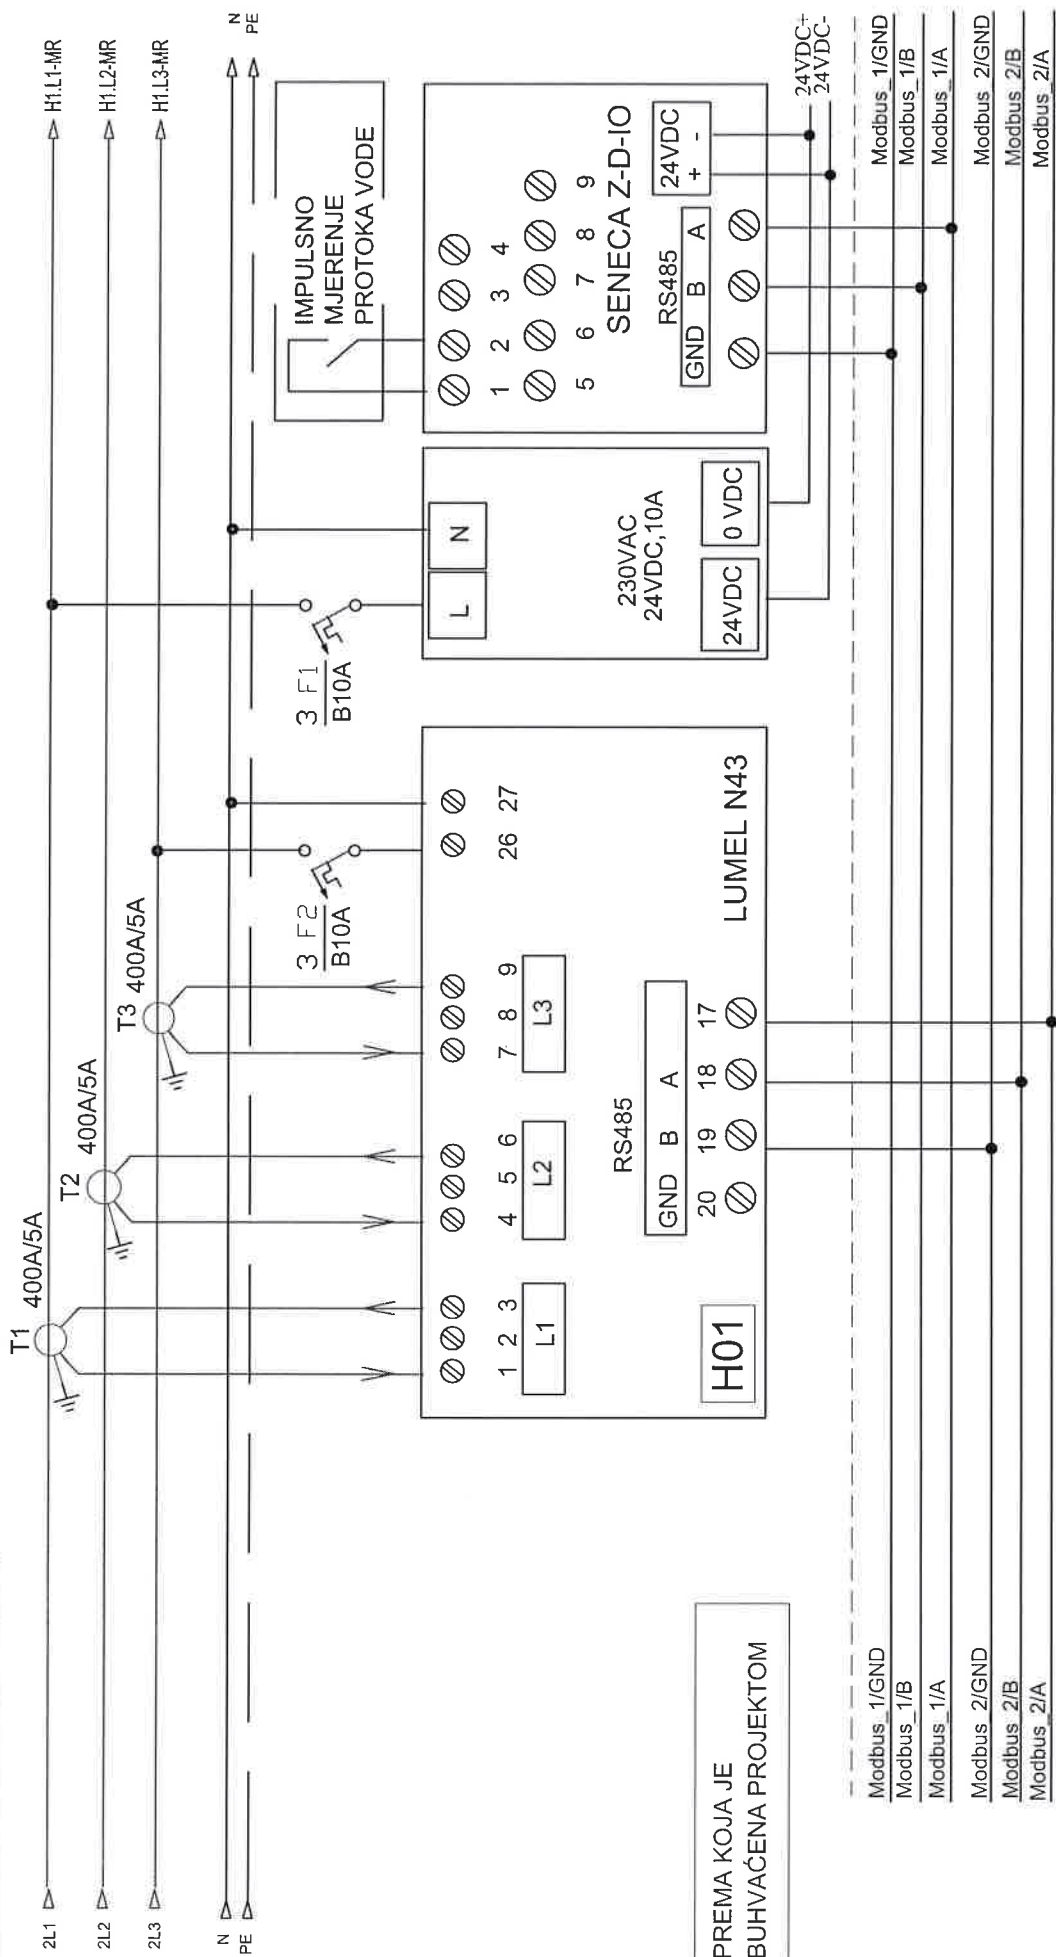 2L1
H1.L1-MR
2L2
H1.L2-MR
2L3
H1.L3-MR
N
PE
N
PE
T1
400A/5A
T2
400A/5A
T3
400A/5A
3 F2
B10A
3 F1
B10A
IMPULSNO
MJERENJE
PROTOKA VODE
1 2 3
L1
4 5 6
L2
7 8 9
L3
26 27
RS485
GND B A
20 19 18 17
H01
LUMEL N43
L N
230VAC
24VDC,10A
24VDC
0 VDC
1 2 3 4
5 6 7 8 9
SENECA Z-D-IO
RS485
GND B A
24VDC
+ -
24VDC+
24VDC-
PREMA KOJA JE
BUHVAĆENA PROJEKTOM
Modbus_1/GND
Modbus_1/GND
Modbus_1/B
Modbus_1/B
Modbus_1/A
Modbus_1/A
Modbus_2/GND
Modbus_2/GND
Modbus_2/B
Modbus_2/B
Modbus_2/A
Modbus_2/A